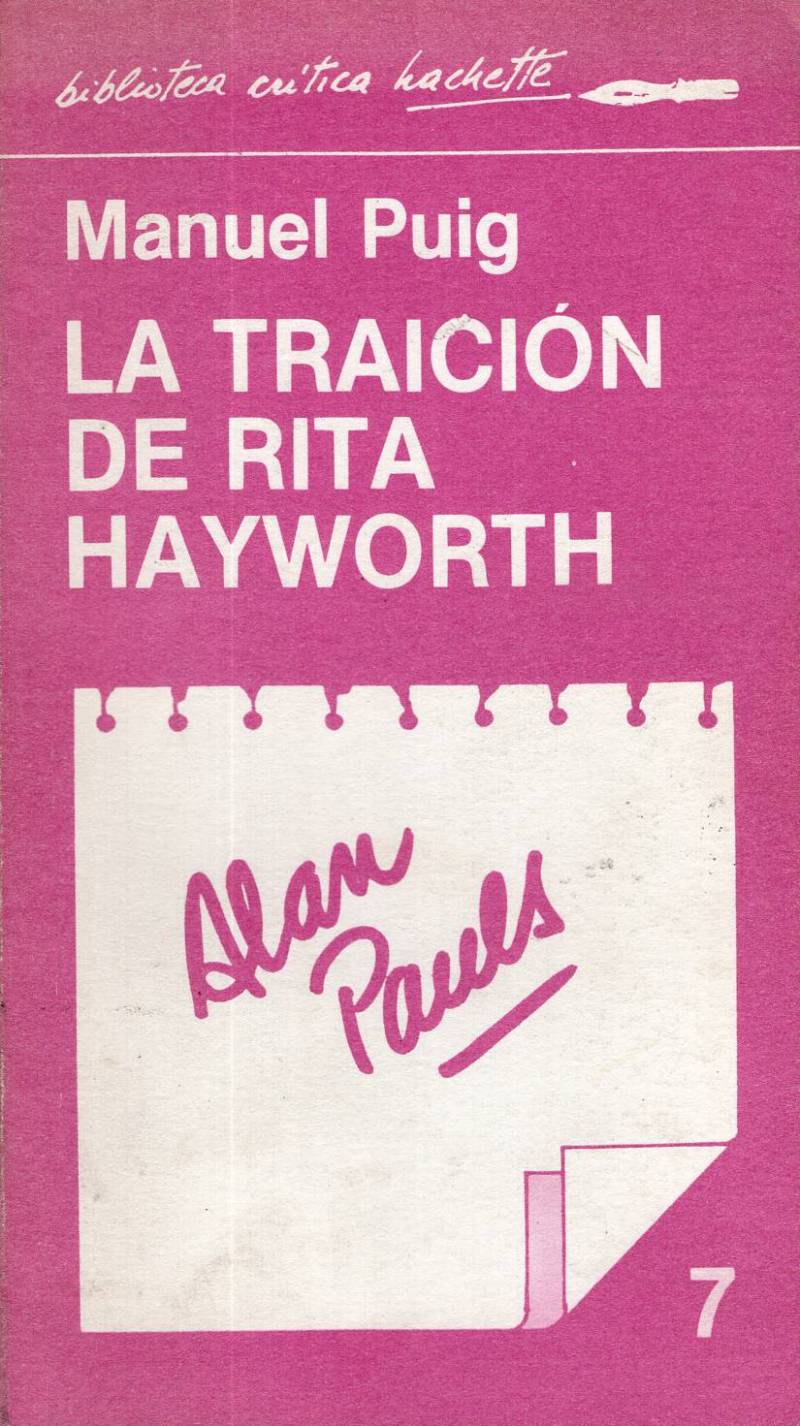 biblioteca crítica hachette
Manuel Puig
LA TRAICIÓN
DE RITA
HAYWORTH
Alan
Pauls
7